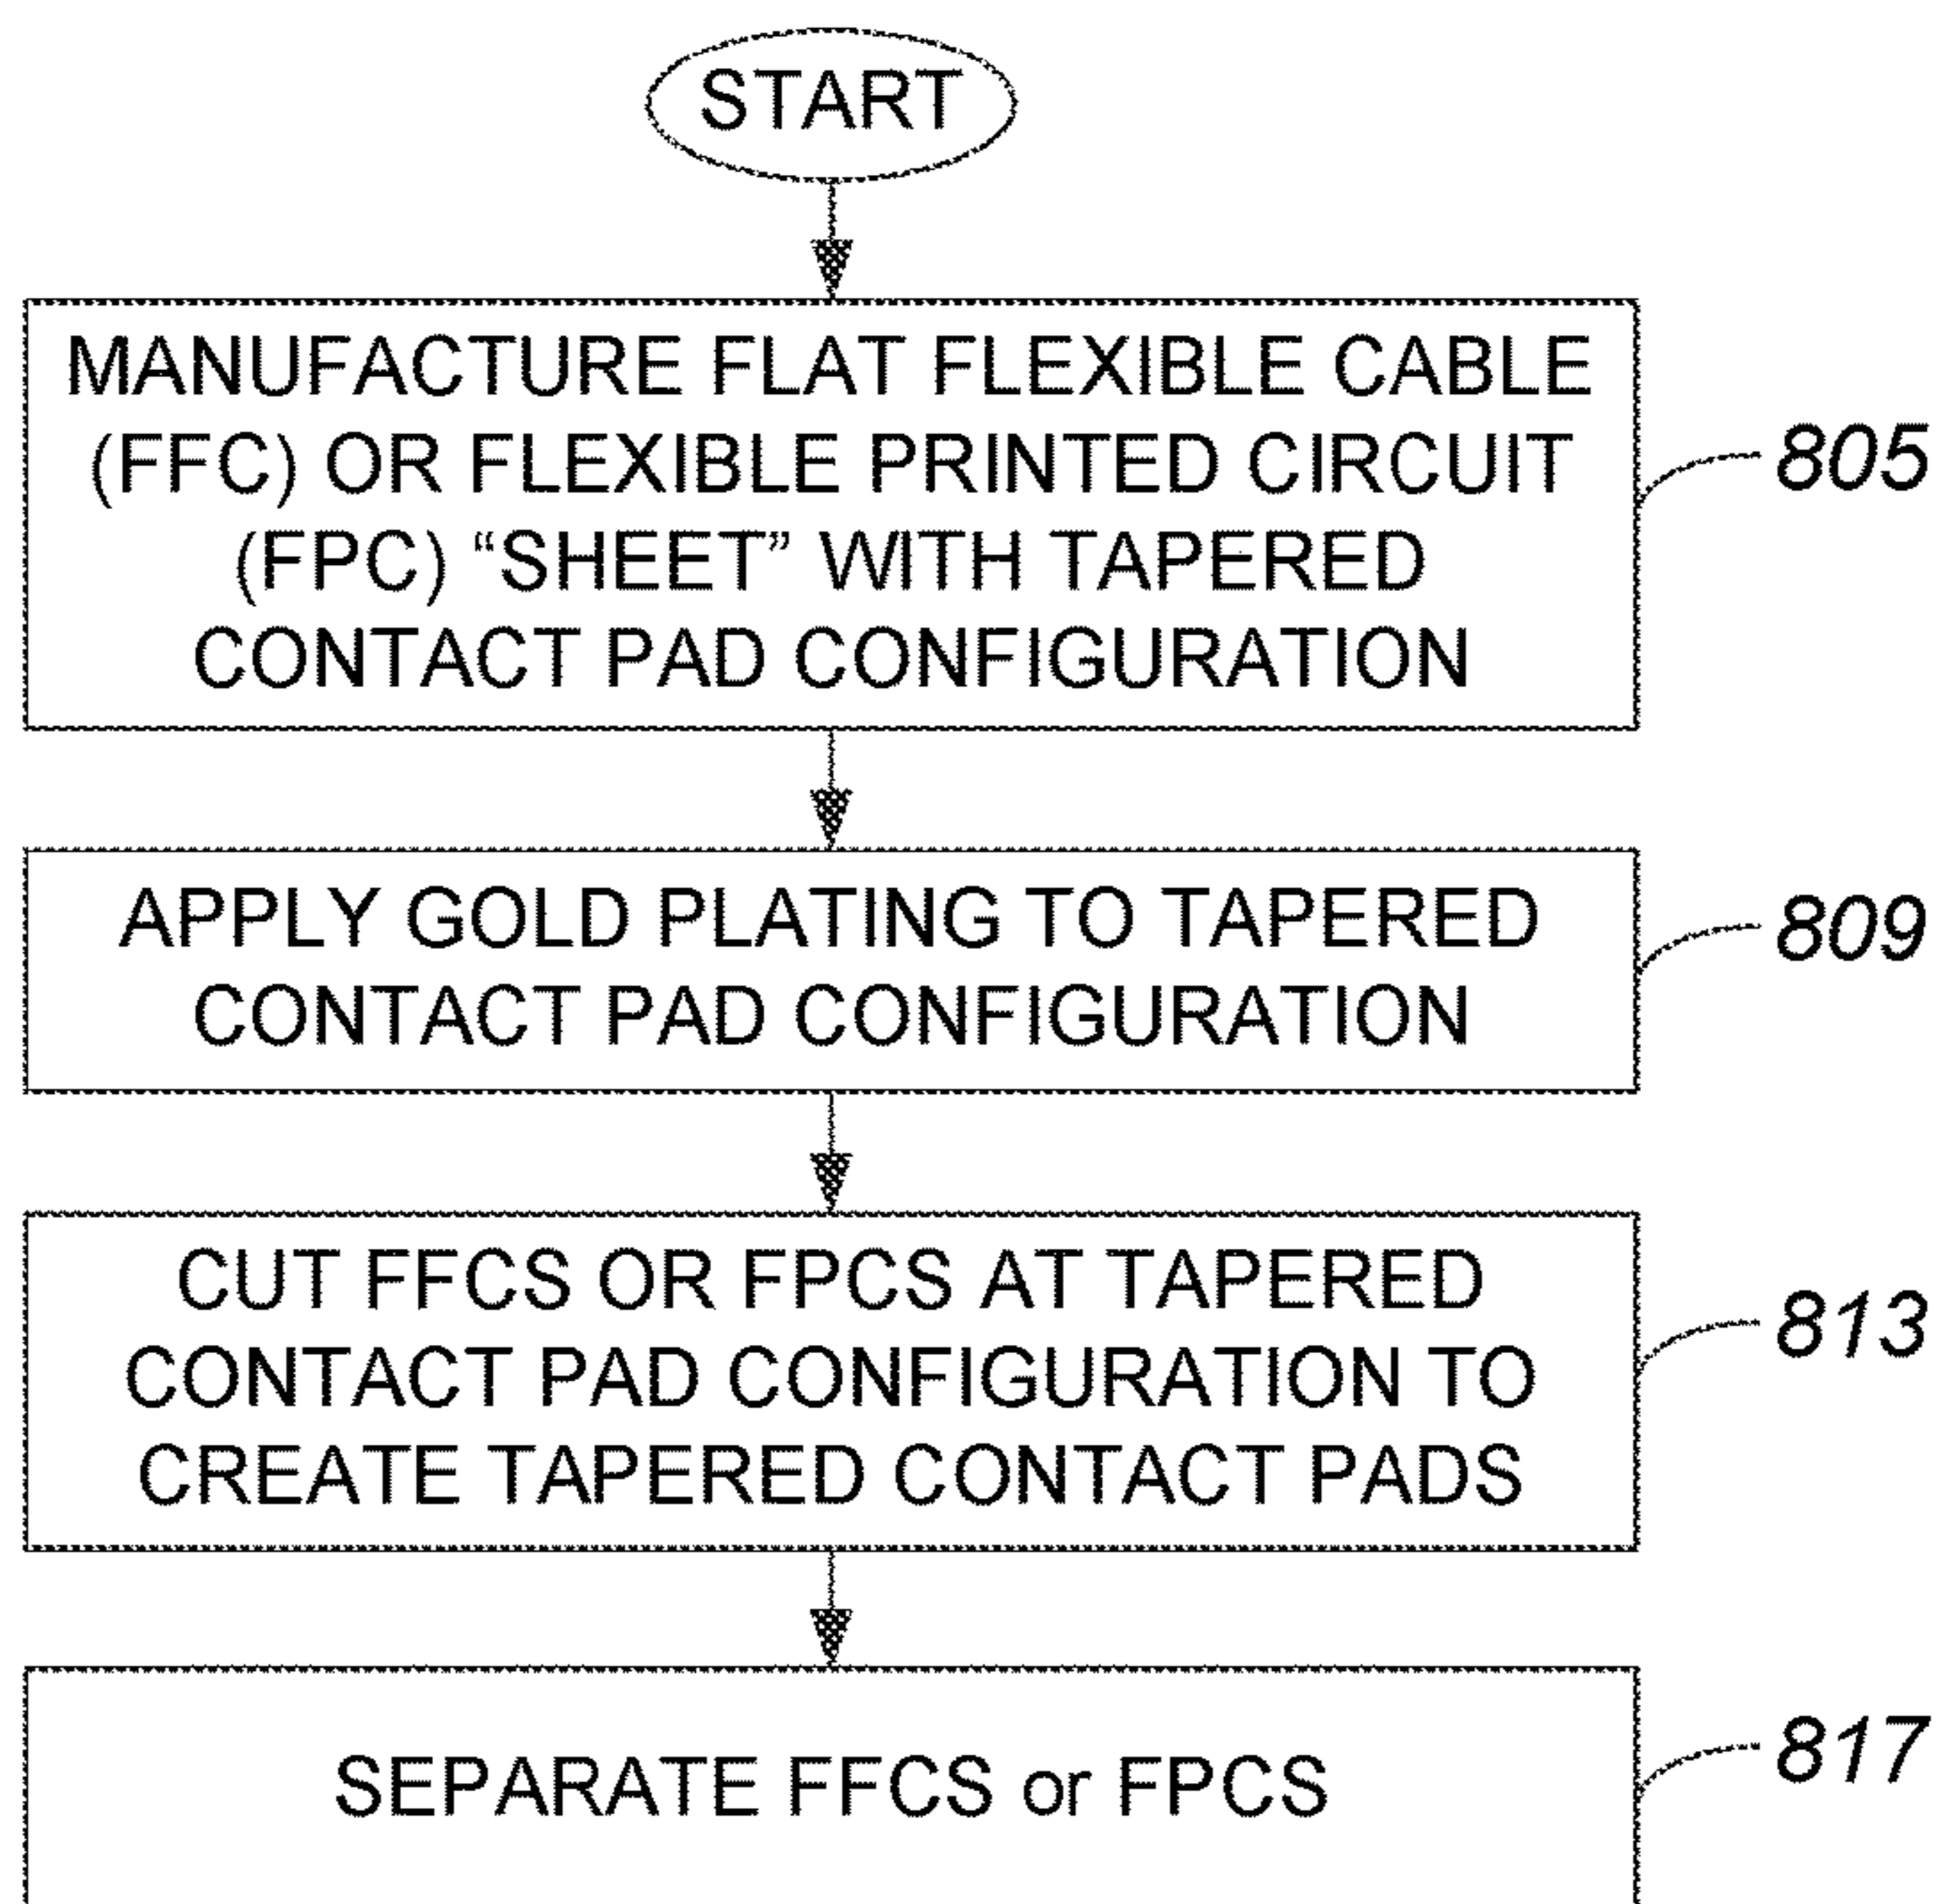 START
MANUFACTURE FLAT FLEXIBLE CABLE
(FFC) OR FLEXIBLE PRINTED CIRCUIT
(FPC) “SHEET” WITH TAPERED
CONTACT PAD CONFIGURATION
805
APPLY GOLD PLATING TO TAPERED
CONTACT PAD CONFIGURATION
809
CUT FFCS OR FPCS AT TAPERED
CONTACT PAD CONFIGURATION TO
CREATE TAPERED CONTACT PADS
813
SEPARATE FFCS or FPCS
817